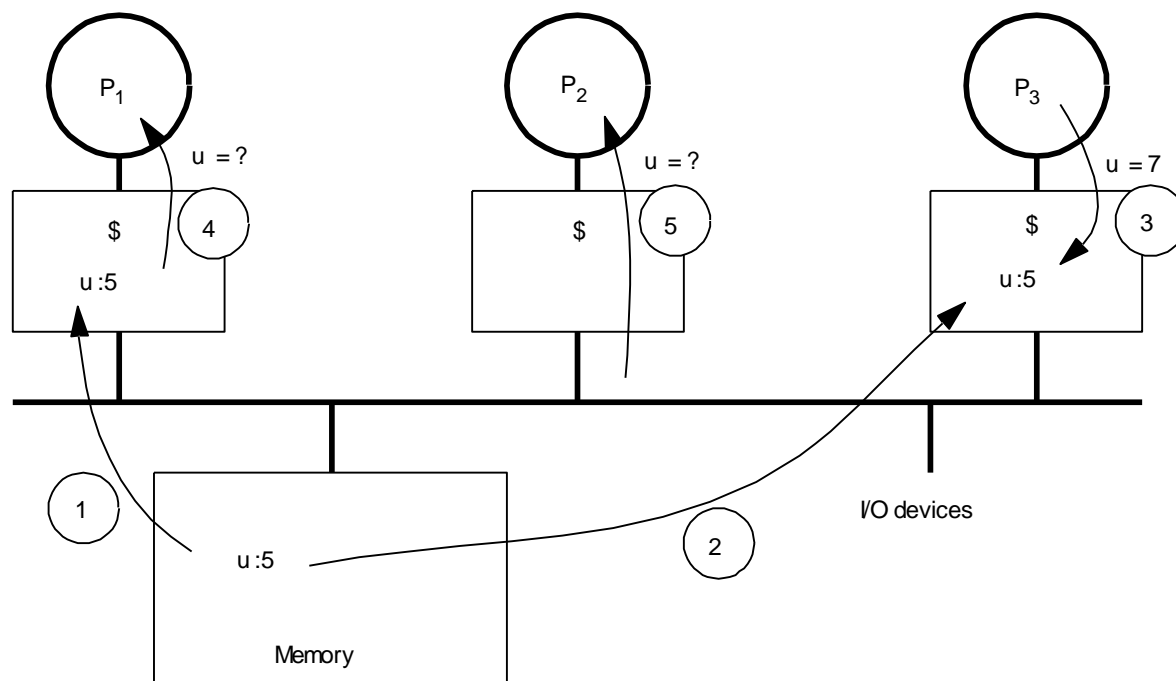 P1
P2
P3
u = ?
u = ?
u = 7
$
4
$
5
$
3
u :5
u :5
1
2
I/O devices
u :5
Memory